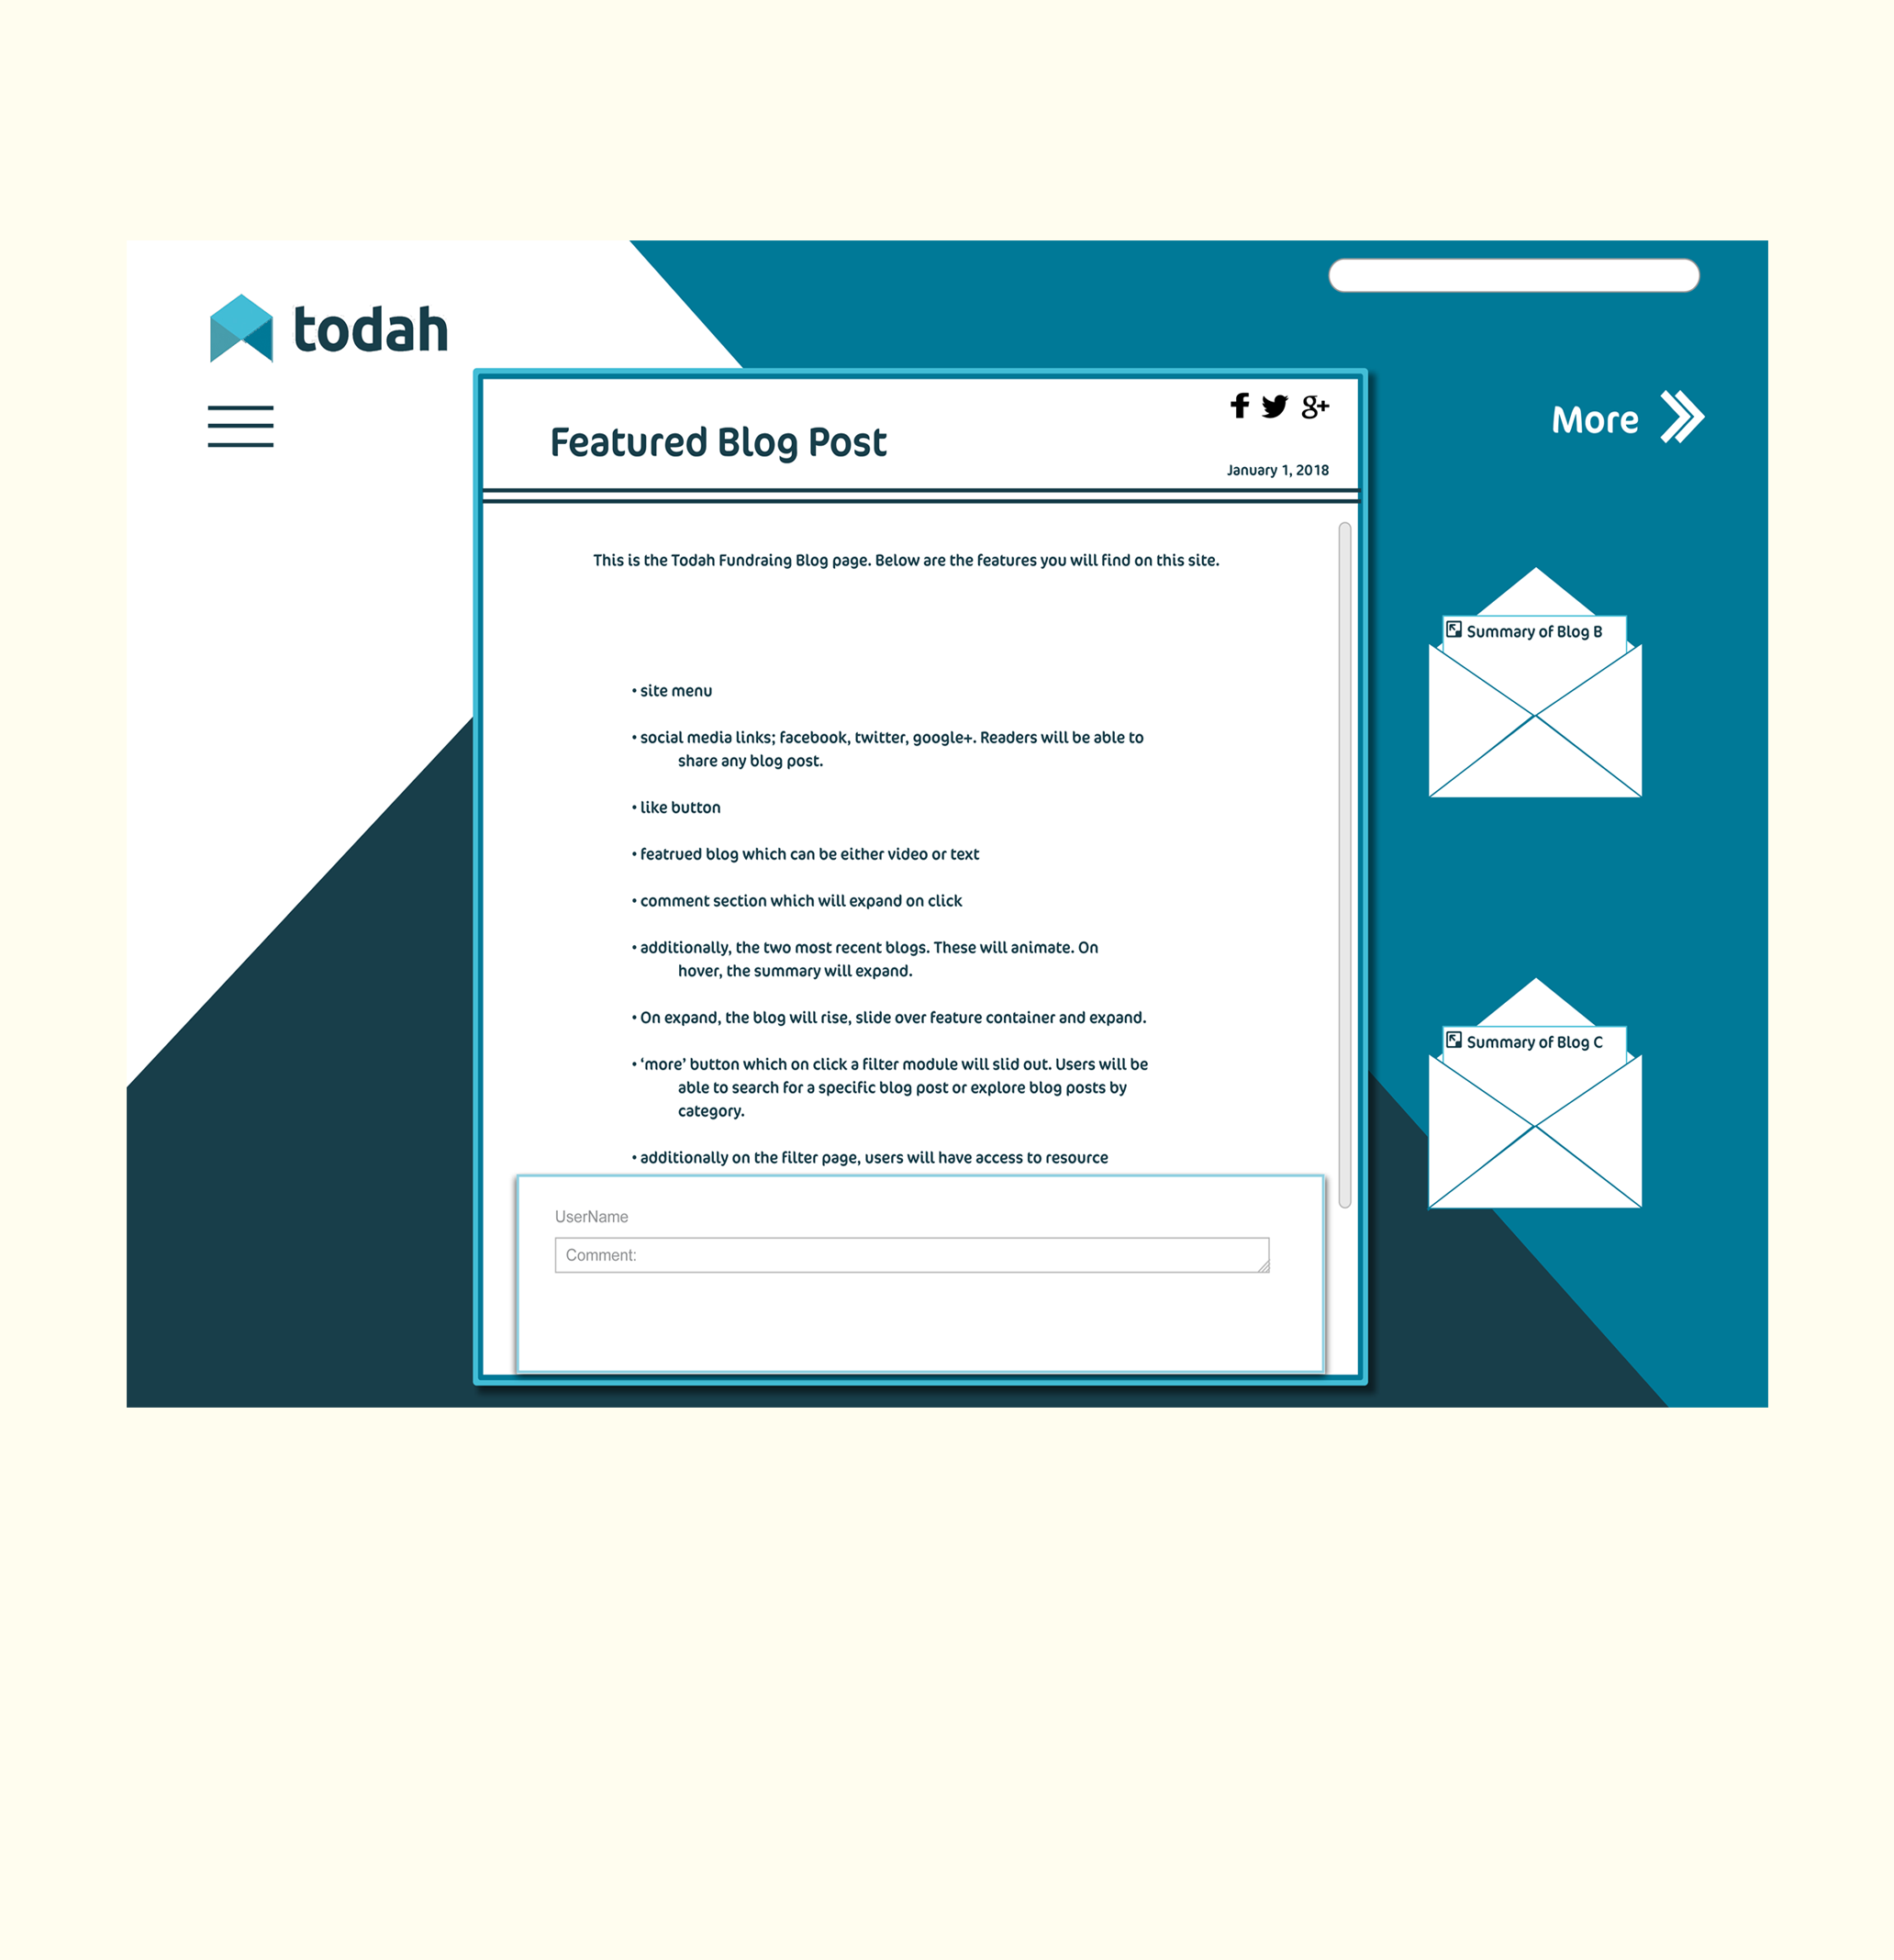 todah
Featured Blog Post
January 1, 2018
More
This is the Todah Fundraing Blog page. Below are the features you will find on this site.
• site menu
• social media links; facebook, twitter, google+. Readers will be able to
share any blog post.
• like button
• featrued blog which can be either video or text
• comment section which will expand on click
• additionally, the two most recent blogs. These will animate. On
hover, the summary will expand.
• On expand, the blog will rise, slide over feature container and expand.
• ‘more’ button which on click a filter module will slid out. Users will be
able to search for a specific blog post or explore blog posts by
category.
• additionally on the filter page, users will have access to resource
UserName
Comment:
Summary of Blog B
Summary of Blog C